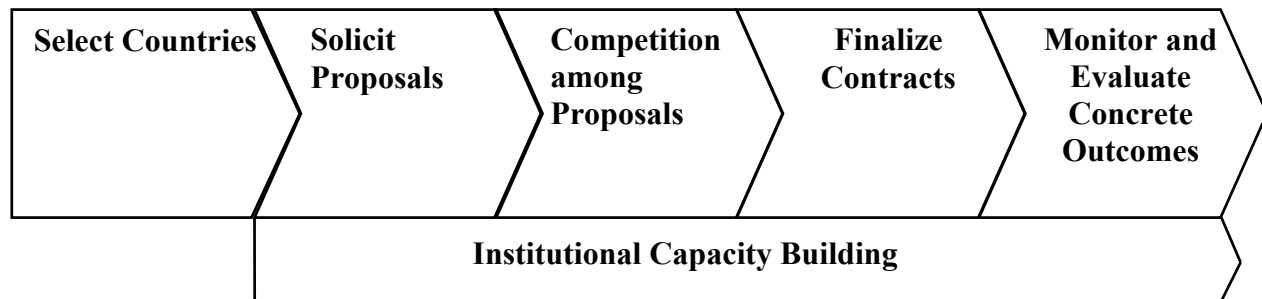 Select Countries
Solicit
Proposals
Competition
among
Proposals
Finalize
Contracts
Monitor and
Evaluate
Concrete
Outcomes
Institutional Capacity Building